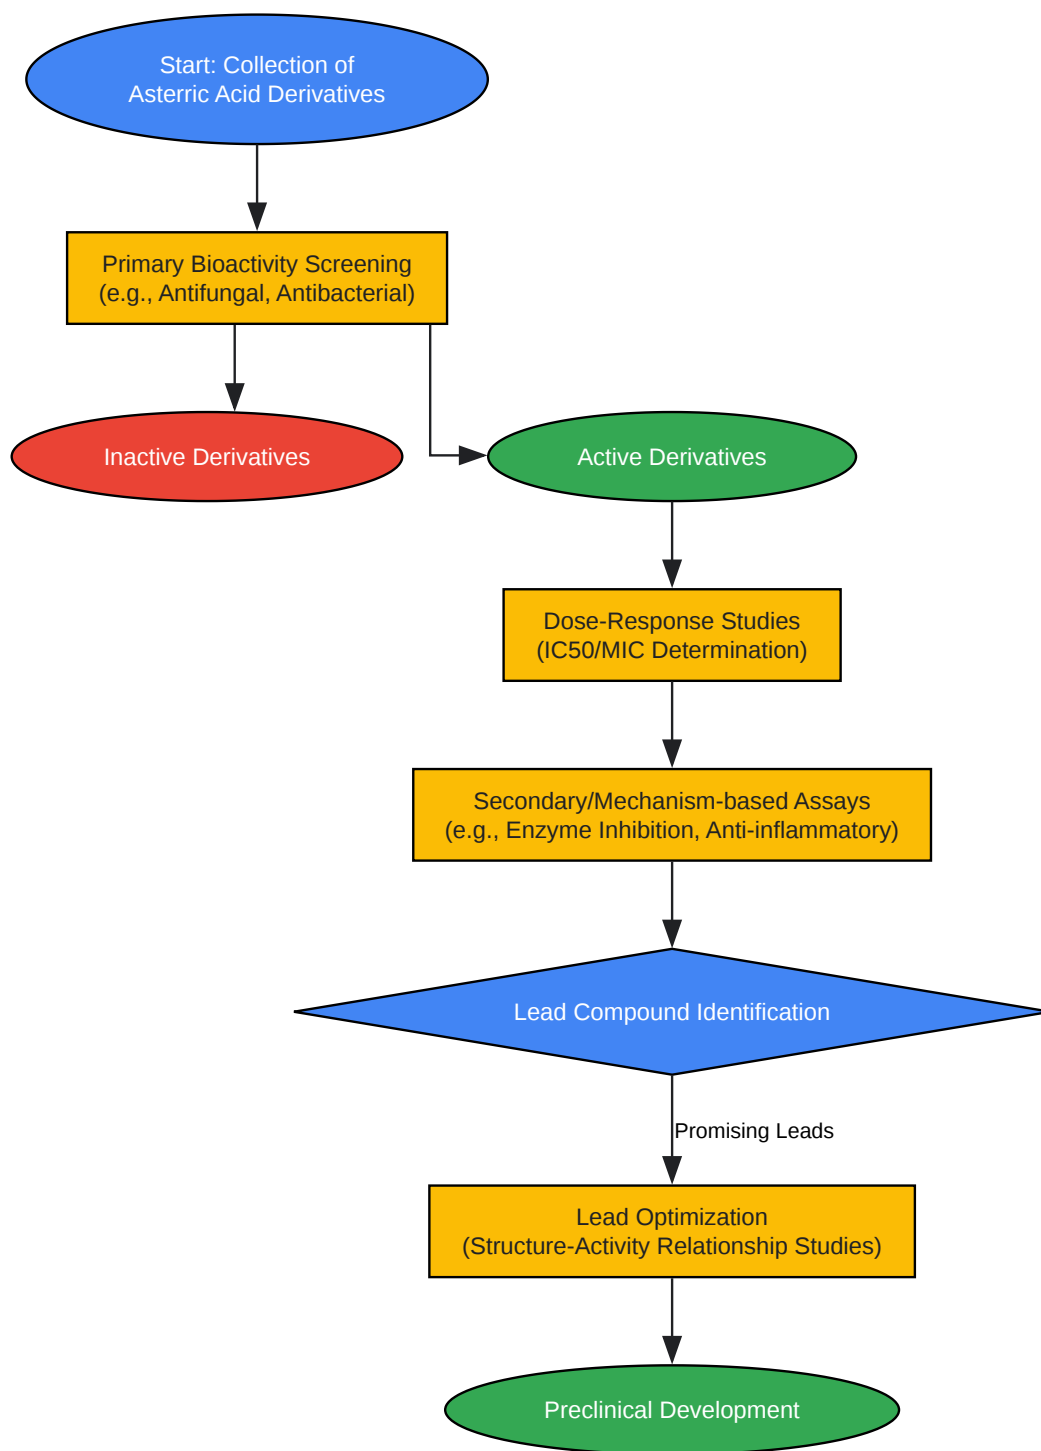 Start: Collection of
Asterric Acid Derivatives
Primary Bioactivity Screening
(e.g., Antifungal, Antibacterial)
Inactive Derivatives
Active Derivatives
Dose-Response Studies
(IC50/MIC Determination)
Secondary/Mechanism-based Assays
(e.g., Enzyme Inhibition, Anti-inflammatory)
Lead Compound Identification
Promising Leads
Lead Optimization
(Structure-Activity Relationship Studies)
Preclinical Development